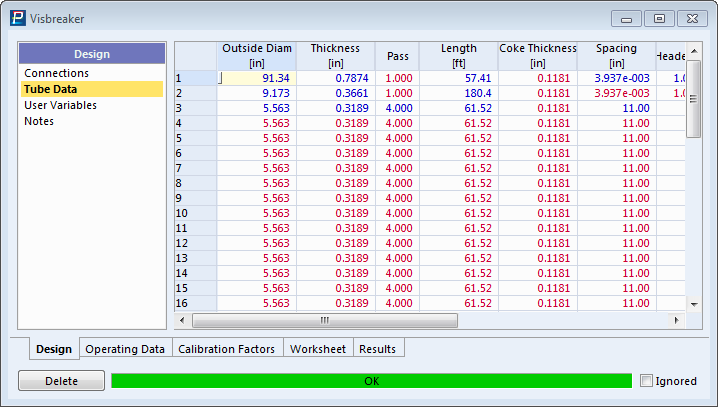 Visbreaker
Design
Connections
Tube Data
User Variables
Notes
Outside Diam [in] Thickness [in] Pass Length [ft] Coke Thickness [in] Spacing [in] Heade
1 91.34 0.7874 1.000 57.41 0.1181 3.937e-003 1.0
2 9.173 0.3661 1.000 180.4 0.1181 3.937e-003 1.0
3 5.563 0.3189 4.000 61.52 0.1181 11.00
4 5.563 0.3189 4.000 61.52 0.1181 11.00
5 5.563 0.3189 4.000 61.52 0.1181 11.00
6 5.563 0.3189 4.000 61.52 0.1181 11.00
7 5.563 0.3189 4.000 61.52 0.1181 11.00
8 5.563 0.3189 4.000 61.52 0.1181 11.00
9 5.563 0.3189 4.000 61.52 0.1181 11.00
10 5.563 0.3189 4.000 61.52 0.1181 11.00
11 5.563 0.3189 4.000 61.52 0.1181 11.00
12 5.563 0.3189 4.000 61.52 0.1181 11.00
13 5.563 0.3189 4.000 61.52 0.1181 11.00
14 5.563 0.3189 4.000 61.52 0.1181 11.00
15 5.563 0.3189 4.000 61.52 0.1181 11.00
16 5.563 0.3189 4.000 61.52 0.1181 11.00
Design Operating Data Calibration Factors Worksheet Results
Delete OK Ignored